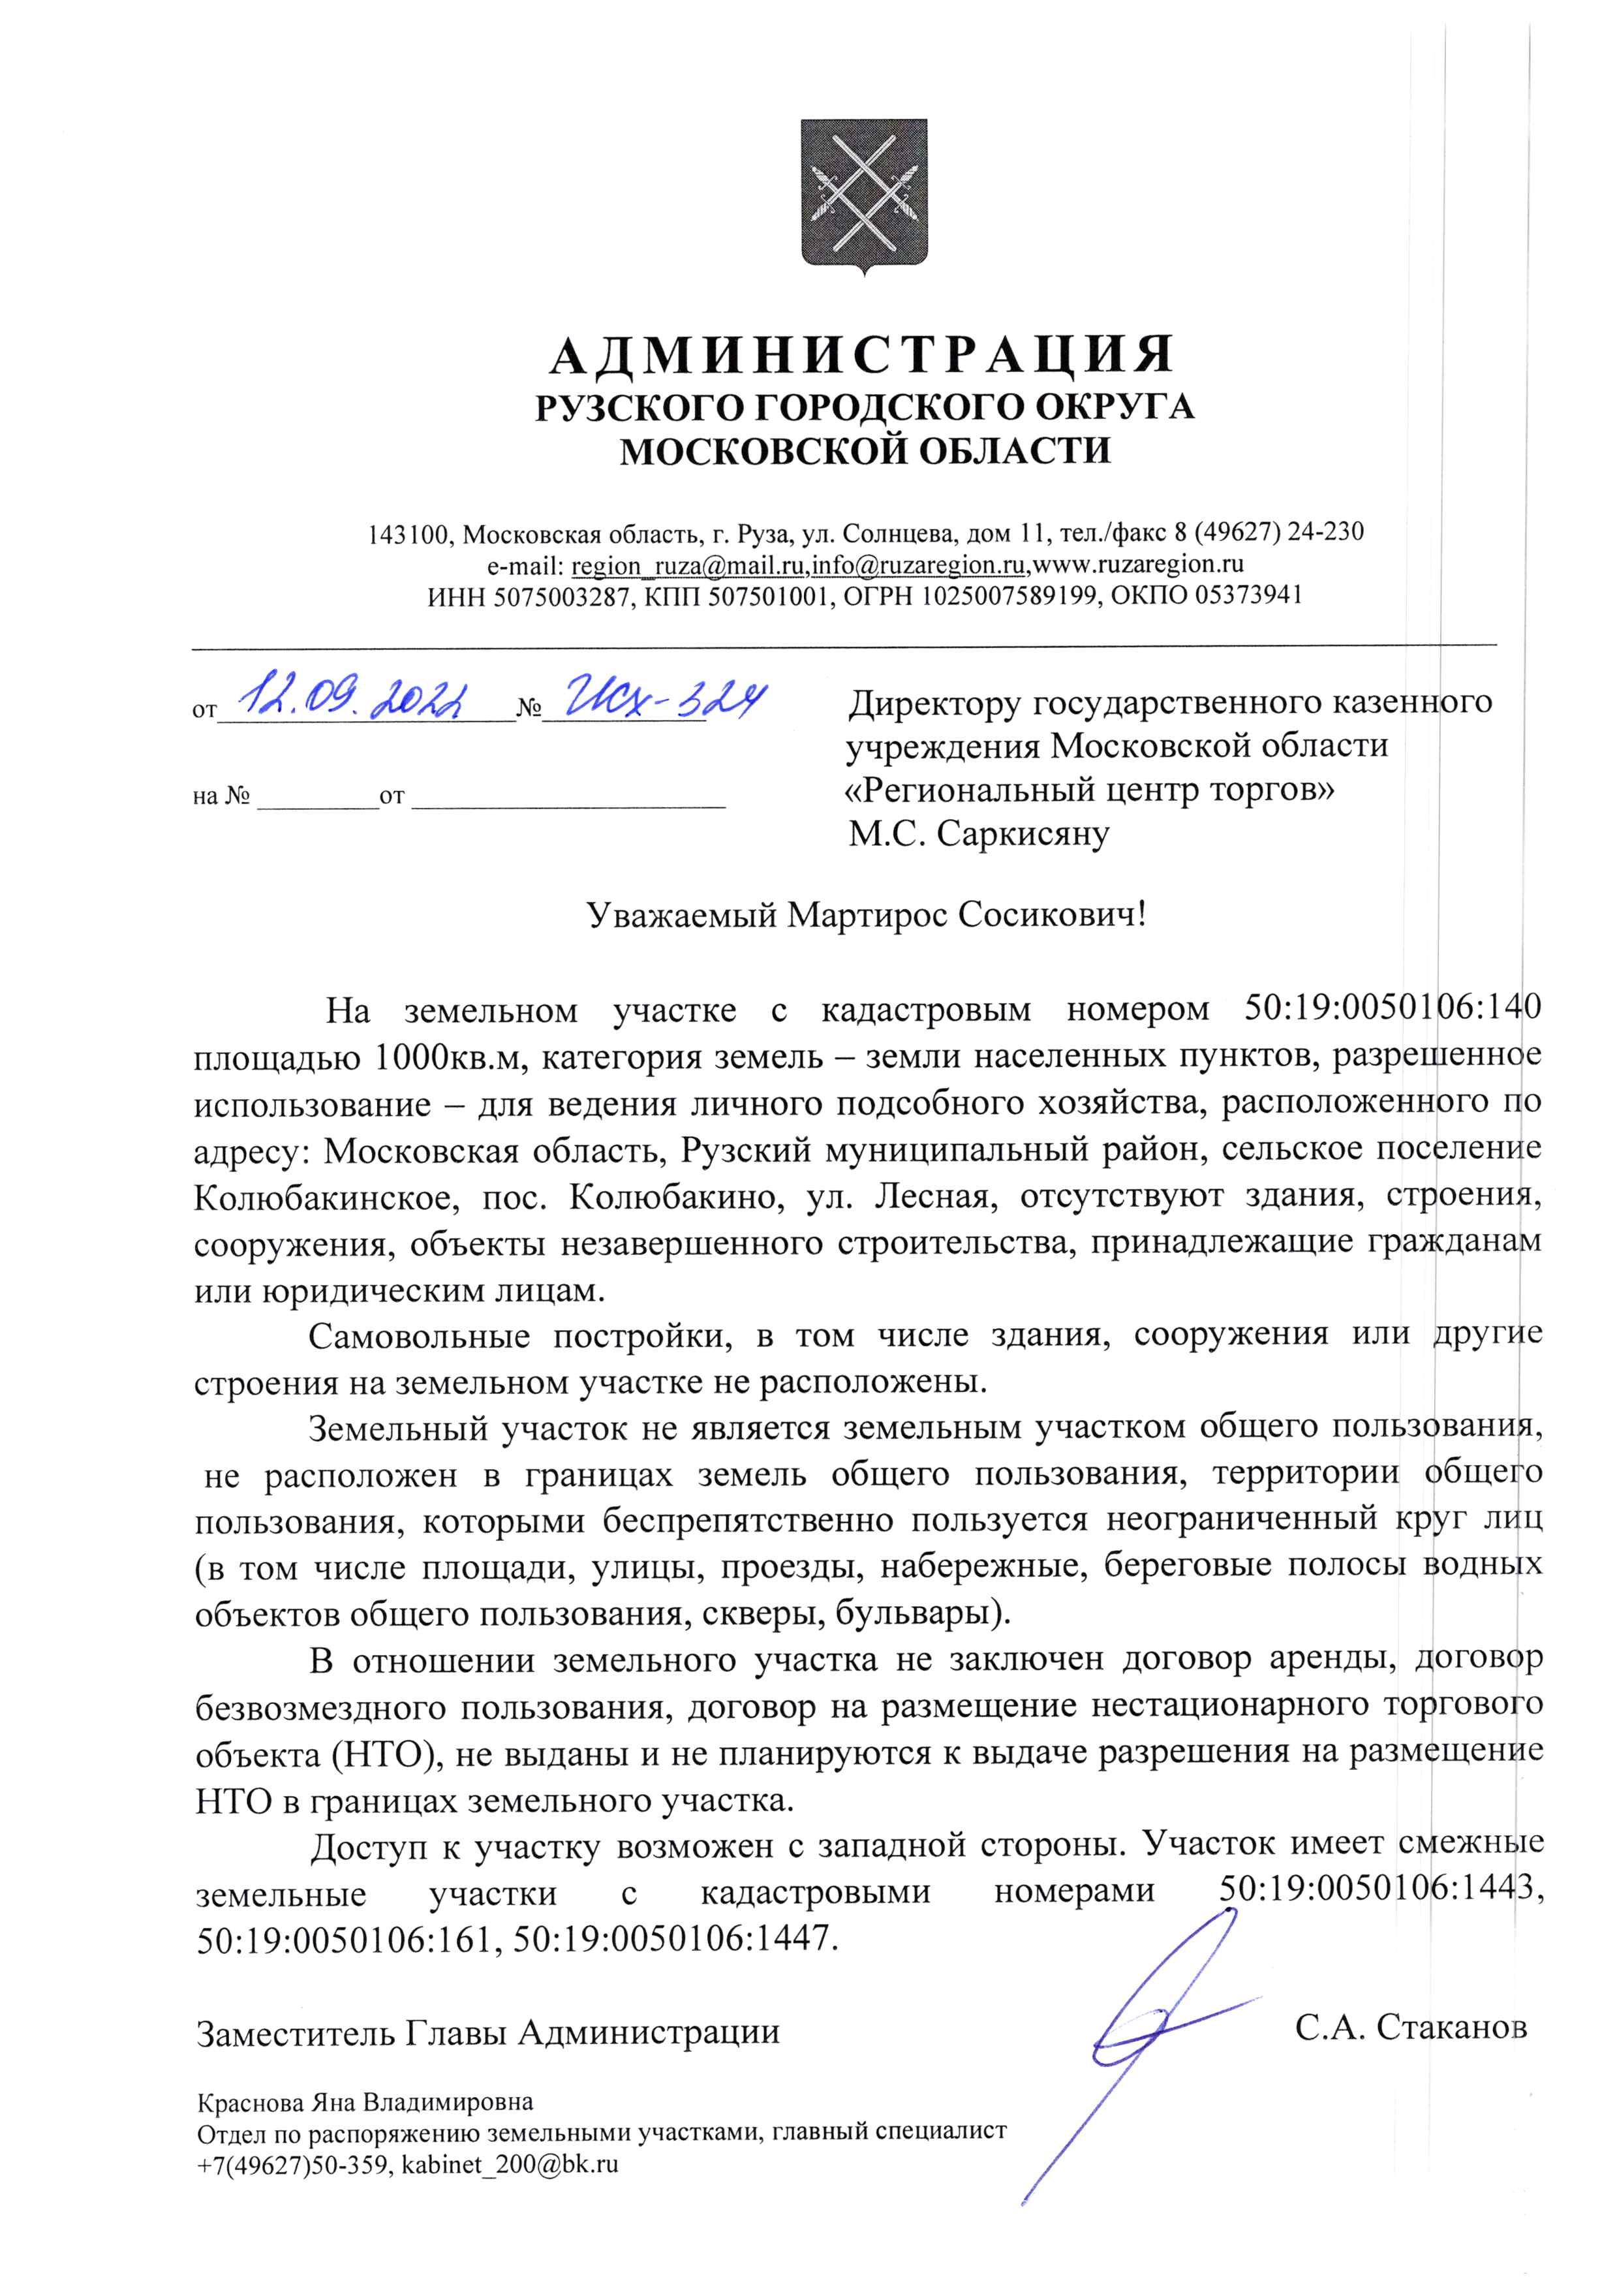 АДМИНИСТРАЦИЯ
РУЗСКОГО ГОРОДСКОГО ОКРУГА
МОСКОВСКОЙ ОБЛАСТИ
143100, Московская область, г. Руза, ул. Солнцева, дом 11, тел./факс 8 (49627) 24-230
e-mail: region_ruza@mail.ru,info@ruzaregion.ru,www.ruzaregion.ru
ИНН 5075003287, КПП 507501001, ОГРН 1025007589199, ОКПО 05373941
от 12.09.2022 № Исх-324
на № __________от ____________________
Директору государственного казенного
учреждения Московской области
«Региональный центр торгов»
М.С. Саркисяну
Уважаемый Мартирос Сосикович!
На земельном участке с кадастровым номером 50:19:0050106:140
площадью 1000кв.м, категория земель – земли населенных пунктов, разрешенное
использование – для ведения личного подсобного хозяйства, расположенного по
адресу: Московская область, Рузский муниципальный район, сельское поселение
Колюбакинское, пос. Колюбакино, ул. Лесная, отсутствуют здания, строения,
сооружения, объекты незавершенного строительства, принадлежащие гражданам
или юридическим лицам.
Самовольные постройки, в том числе здания, сооружения или другие
строения на земельном участке не расположены.
Земельный участок не является земельным участком общего пользования,
не расположен в границах земель общего пользования, территории общего
пользования, которыми беспрепятственно пользуется неограниченный круг лиц
(в том числе площади, улицы, проезды, набережные, береговые полосы водных
объектов общего пользования, скверы, бульвары).
В отношении земельного участка не заключен договор аренды, договор
безвозмездного пользования, договор на размещение нестационарного торгового
объекта (НТО), не выданы и не планируются к выдаче разрешения на размещение
НТО в границах земельного участка.
Доступ к участку возможен с западной стороны. Участок имеет смежные
земельные участки с кадастровыми номерами 50:19:0050106:1443,
50:19:0050106:161, 50:19:0050106:1447.
Заместитель Главы Администрации С.А. Стаканов
Краснова Яна Владимировна
Отдел по распоряжению земельными участками, главный специалист
+7(49627)50-359, kabinet_200@bk.ru